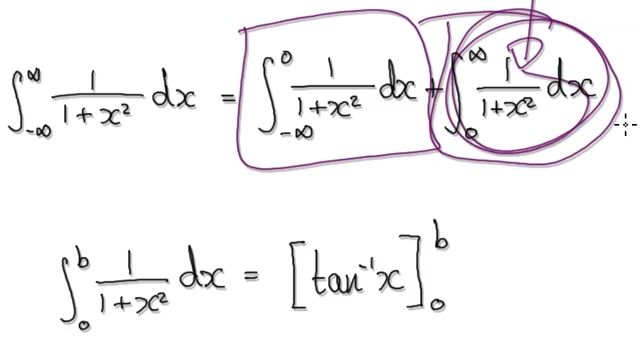 ∫_{-∞}^{∞} 1/(1+x²) dx = ∫_{-∞}^{0} 1/(1+x²) dx + ∫_{0}^{∞} 1/(1+x²) dx
∫_{0}^{b} 1/(1+x²) dx = [tan⁻¹x]_{0}^{b}